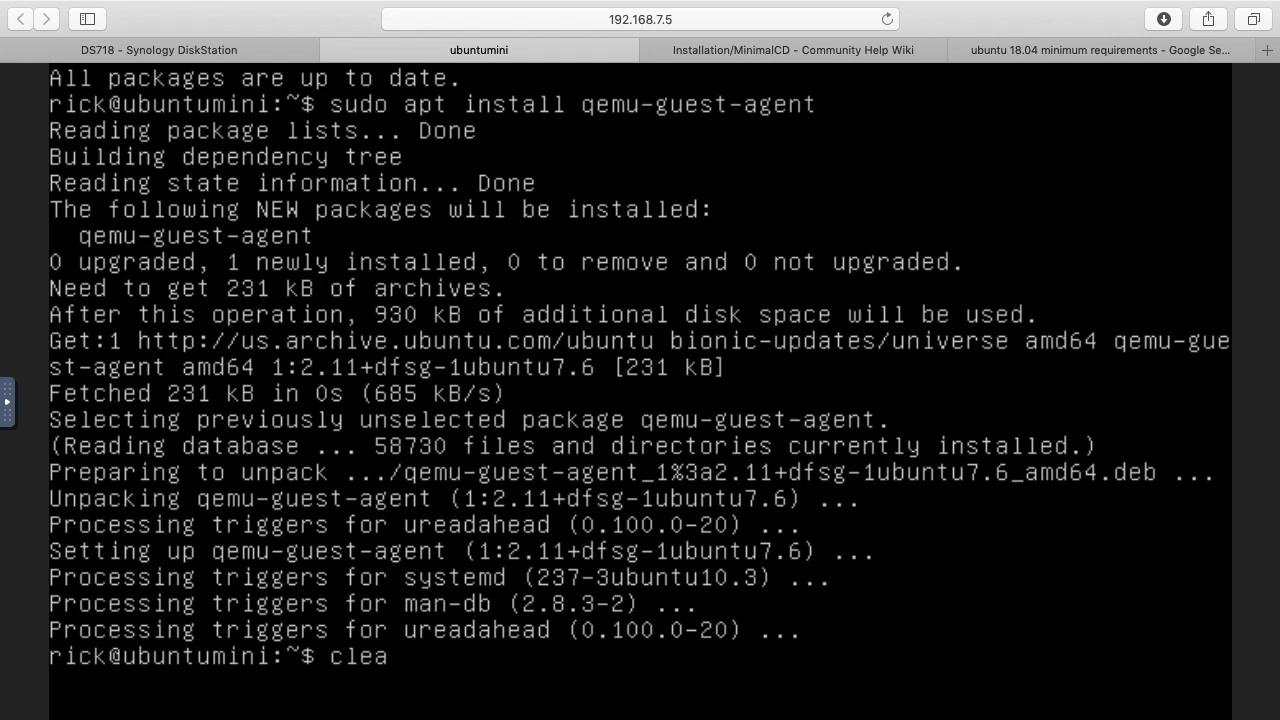 192.168.7.5
DS718 - Synology DiskStation
ubuntumini
Installation/MinimalCD - Community Help Wiki
ubuntu 18.04 minimum requirements - Google Se...
All packages are up to date.
rick@ubuntumini:~$ sudo apt install qemu-guest-agent
Reading package lists... Done
Building dependency tree
Reading state information... Done
The following NEW packages will be installed:
  qemu-guest-agent
0 upgraded, 1 newly installed, 0 to remove and 0 not upgraded.
Need to get 231 kB of archives.
After this operation, 930 kB of additional disk space will be used.
Get:1 http://us.archive.ubuntu.com/ubuntu bionic-updates/universe amd64 qemu-gue
st-agent amd64 1:2.11+dfsg-1ubuntu7.6 [231 kB]
Fetched 231 kB in 0s (685 kB/s)
Selecting previously unselected package qemu-guest-agent.
(Reading database ... 58730 files and directories currently installed.)
Preparing to unpack .../qemu-guest-agent_1%3a2.11+dfsg-1ubuntu7.6_amd64.deb ...
Unpacking qemu-guest-agent (1:2.11+dfsg-1ubuntu7.6) ...
Processing triggers for ureadahead (0.100.0-20) ...
Setting up qemu-guest-agent (1:2.11+dfsg-1ubuntu7.6) ...
Processing triggers for systemd (237-3ubuntu10.3) ...
Processing triggers for man-db (2.8.3-2) ...
Processing triggers for ureadahead (0.100.0-20) ...
rick@ubuntumini:~$ clea